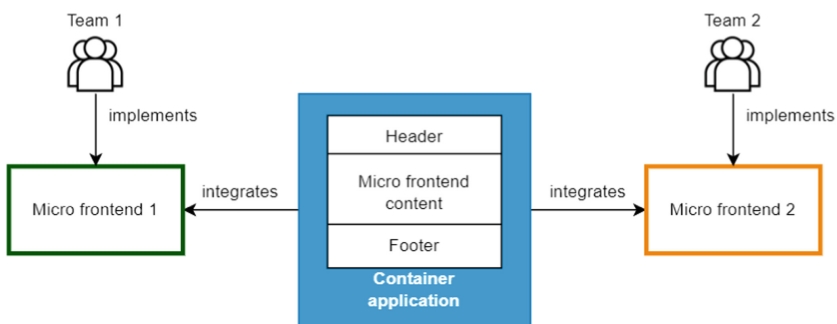 Team 1
Team 2
implements
implements
Header
Micro frontend 1
integrates
Micro frontend
content
integrates
Micro frontend 2
Footer
Container
application